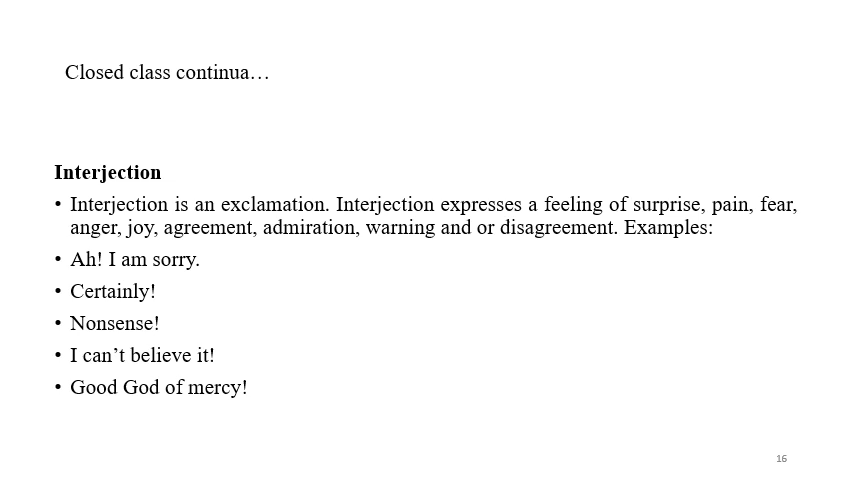 Closed class continua…
Interjection
• Interjection is an exclamation. Interjection expresses a feeling of surprise, pain, fear,
anger, joy, agreement, admiration, warning and or disagreement. Examples:
• Ah! I am sorry.
• Certainly!
• Nonsense!
• I can’t believe it!
• Good God of mercy!
16